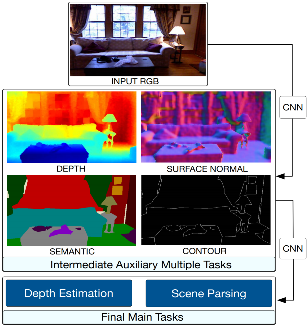 INPUT RGB
CNN
DEPTH
SURFACE NORMAL
SEMANTIC
CONTOUR
CNN
Intermediate Auxiliary Multiple Tasks
Depth Estimation
Scene Parsing
Final Main Tasks